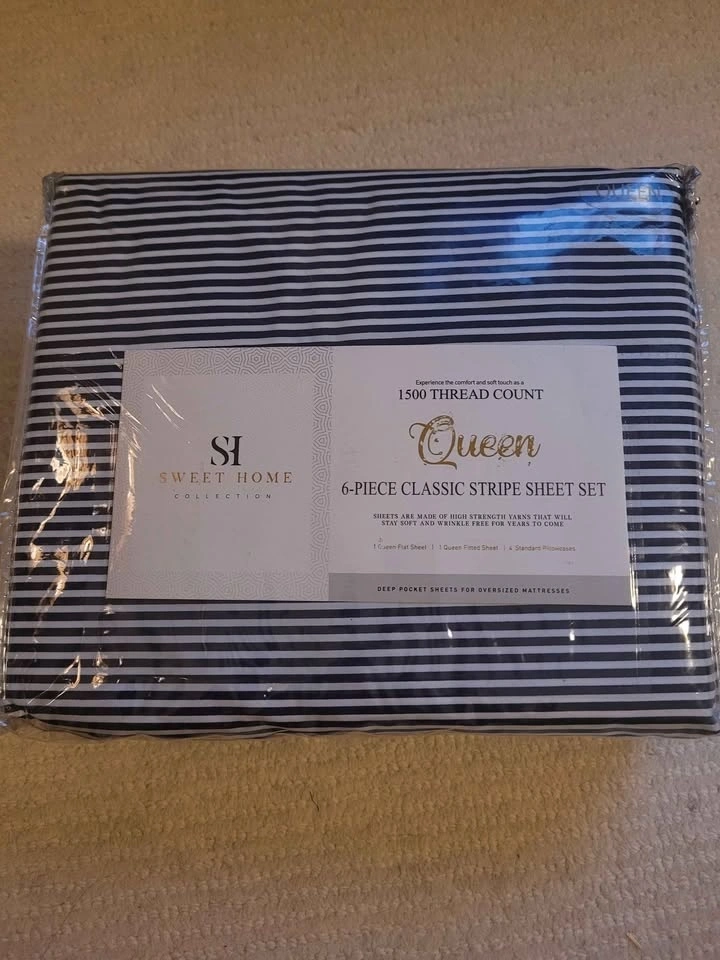 QUEEN
SH
SWEET HOME
COLLECTION
Experience the comfort and soft touch as a
1500 THREAD COUNT
Queen
6-PIECE CLASSIC STRIPE SHEET SET
SHEETS ARE MADE OF HIGH STRENGTH YARNS THAT WILL
STAY SOFT AND WRINKLE FREE FOR YEARS TO COME
1 Queen Flat Sheet | 1 Queen Fitted Sheet | 4 Standard Pillowcases
DEEP POCKET SHEETS FOR OVERSIZED MATTRESSES